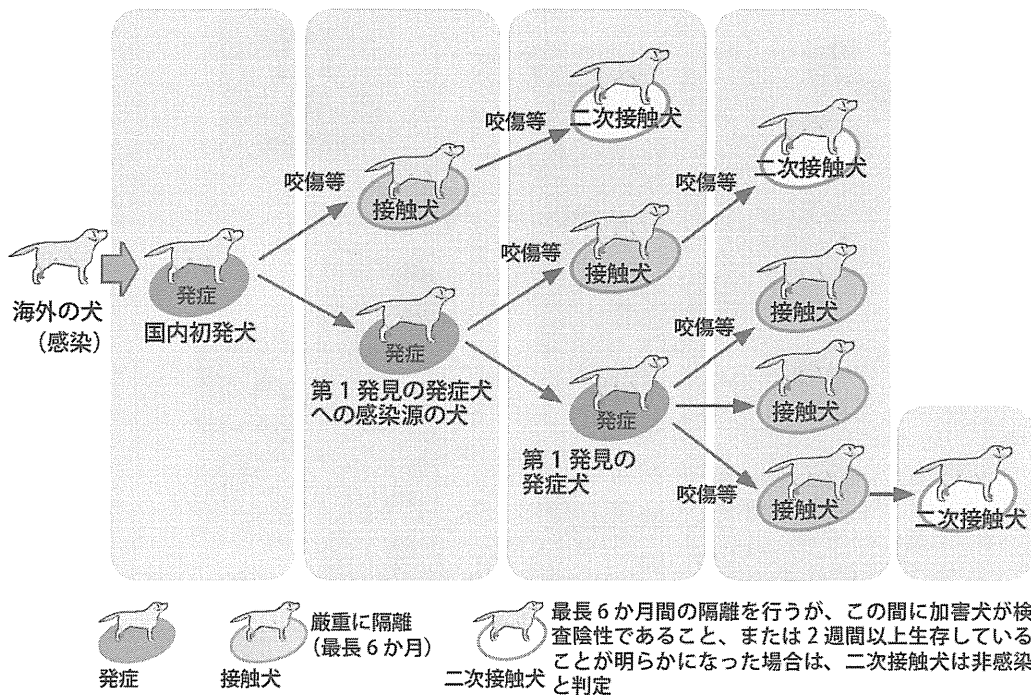 咬傷等
二次接触犬
咬傷等
接触犬
咬傷等
二次接触犬
咬傷等
接触犬
海外の犬
（感染）
発症
国内初発犬
発症
第１発見の発症犬
への感染源の犬
咬傷等
接触犬
発症
第１発見の
発症犬
接触犬
咬傷等
接触犬
二次接触犬
発症
厳重に隔離
（最長６か月）
接触犬
二次接触犬
最長６か月間の隔離を行うが、この間に加害犬が検
査陰性であること、または２週間以上生存している
ことが明らかになった場合は、二次接触犬は非感染
と判定